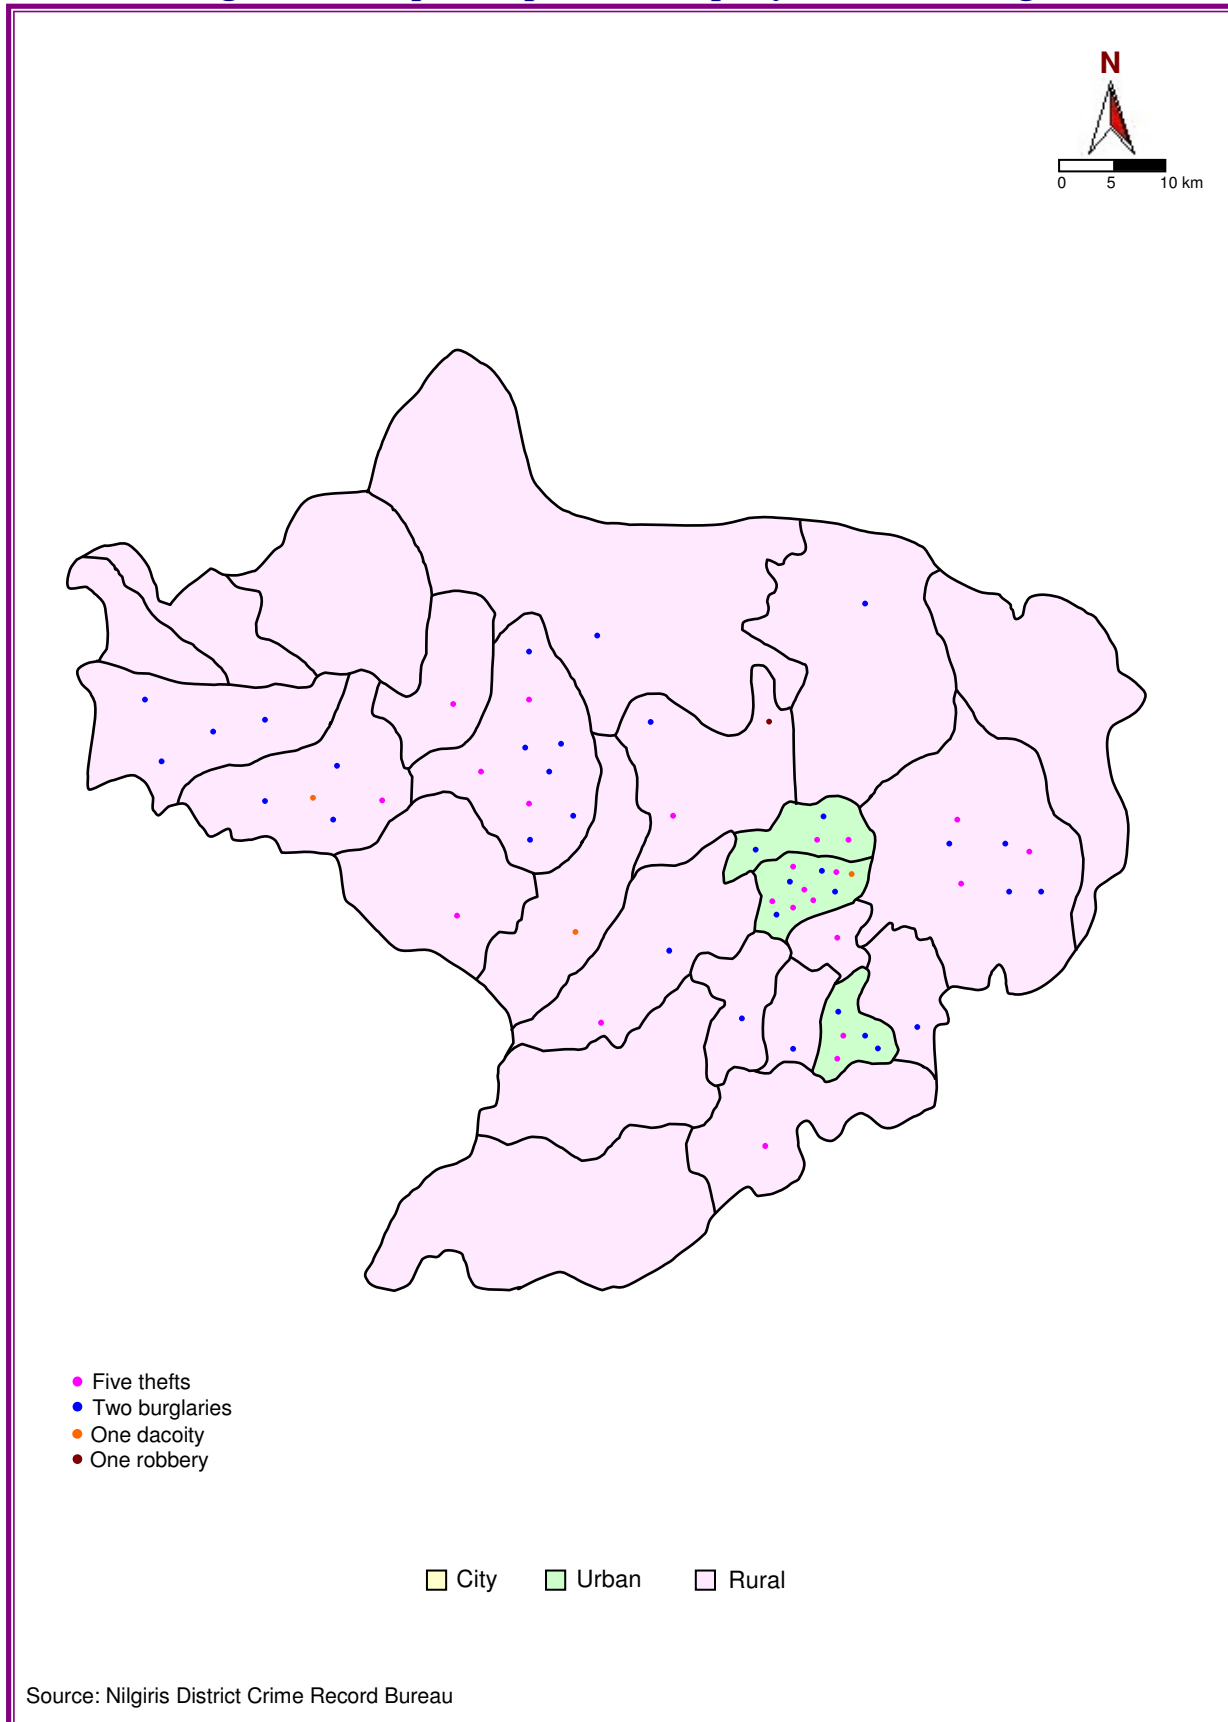 N
0 5 10 km
Five thefts
Two burglaries
One dacoity
One robbery
City Urban Rural
Source: Nilgiris District Crime Record Bureau